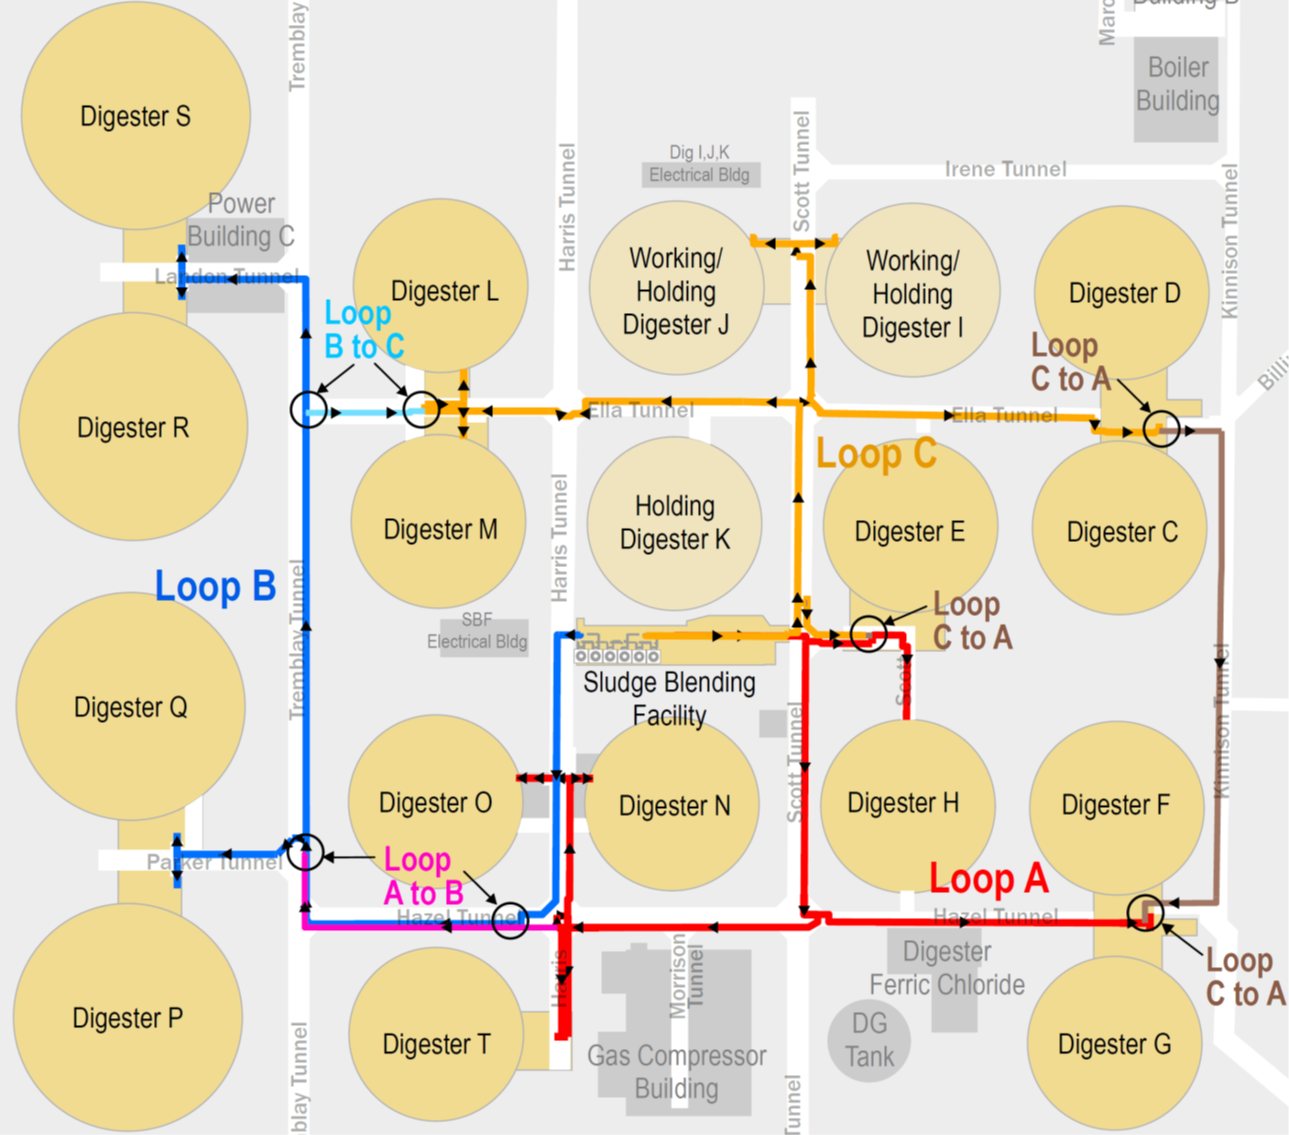 Tremblay
Maro
Building B
Boiler
Building
Digester S
Dig I,J,K
Electrical Bldg
Scott Tunnel
Irene Tunnel
Harris Tunnel
Kinnison Tunnel
Power
Building C
Landon Tunnel
Digester L
Working/
Holding
Digester J
Working/
Holding
Digester I
Digester D
Loop
B to C
Loop
C to A
Billi
Digester R
Ella Tunnel
Ella Tunnel
Loop C
Digester M
Harris Tunnel
Holding
Digester K
Digester E
Digester C
Loop B
Tremblay Tunnel
SBF
Electrical Bldg
Loop
C to A
Sludge Blending
Facility
Scott
Kinnison Tunnel
Digester Q
Scott Tunnel
Digester O
Digester N
Digester H
Digester F
Parker Tunnel
Loop
A to B
Loop A
Hazel Tunnel
Hazel Tunnel
Digester
Ferric Chloride
Loop
C to A
Harris
Morrison
Tunnel
Digester P
Digester T
Gas Compressor
Building
DG
Tank
Digester G
blay Tunnel
Tunnel